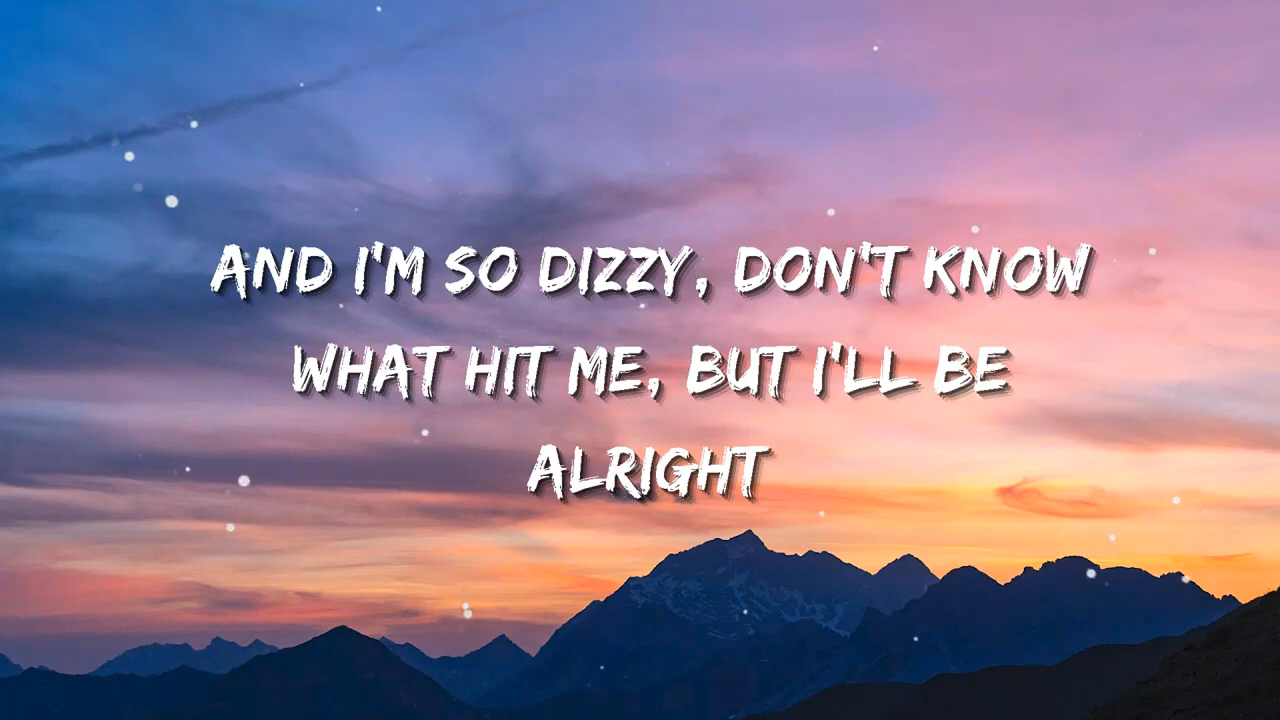 AND I'M SO DIZZY, DON'T KNOW
WHAT HIT ME, BUT I'LL BE
ALRIGHT